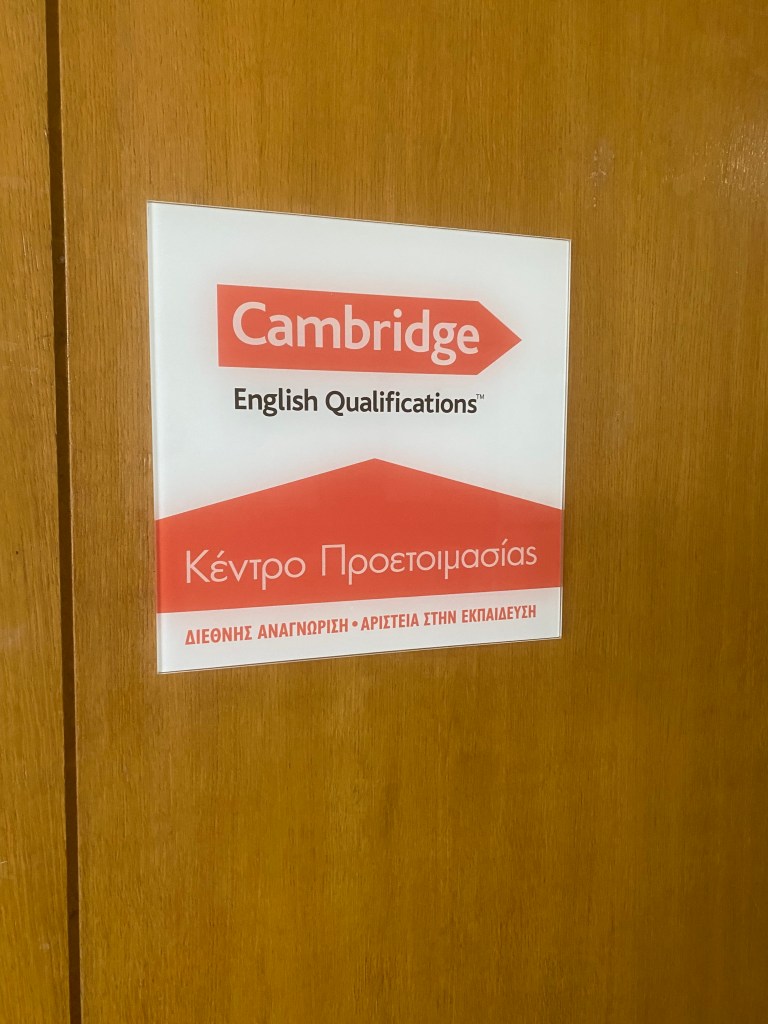 Cambridge
English Qualifications™
Κέντρο Προετοιμασίας
ΔΙΕΘΝΗΣ ΑΝΑΓΝΩΡΙΣΗ • ΑΡΙΣΤΕΙΑ ΣΤΗΝ ΕΚΠΑΙΔΕΥΣΗ